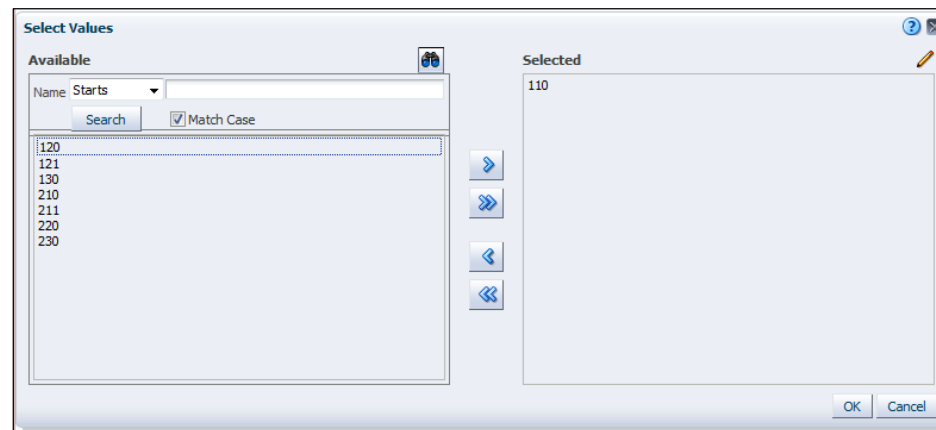 Select Values
Available
Name Starts
Search Match Case
120
121
130
210
211
220
230
Selected
110
OK Cancel